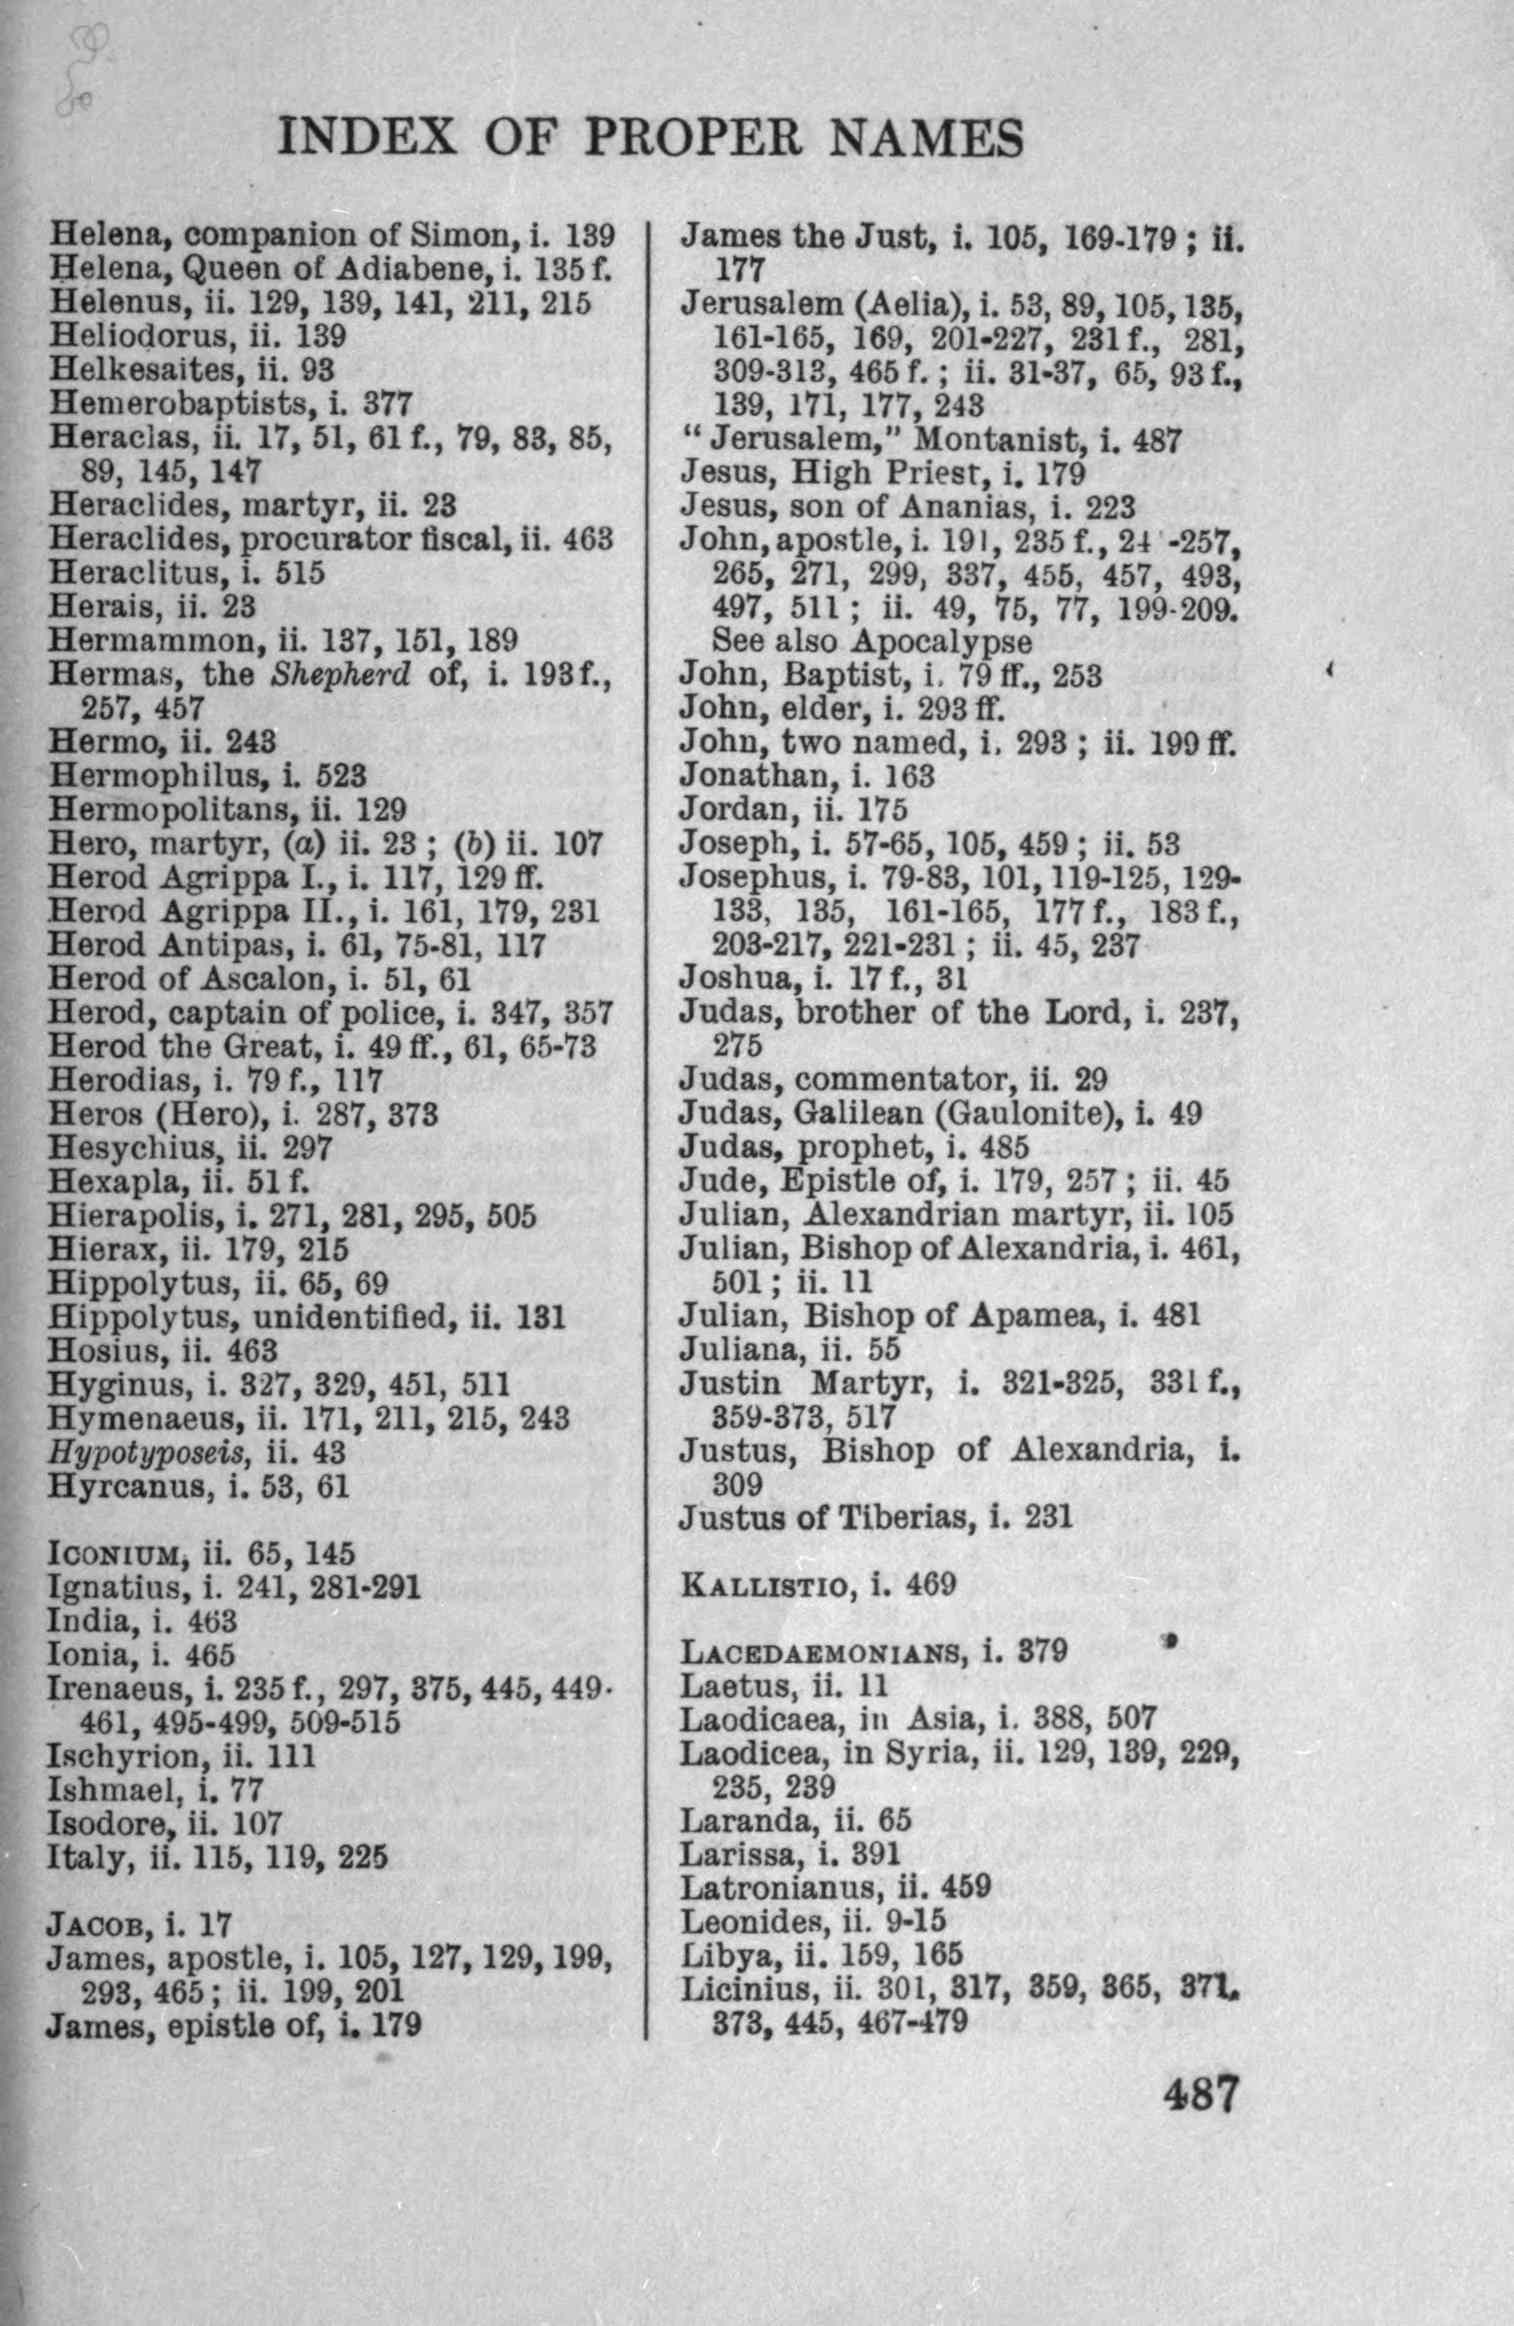 INDEX OF PROPER NAMES
Helena, companion of Simon, i. 139
Helena, Queen of Adiabene, i. 135 f.
Helenus, ii. 129, 139, 141, 211, 215
Heliodorus, ii. 139
Helkesaites, ii. 93
Hemerobaptists, i. 377
Heraclas, ii. 17, 51, 61 f., 79, 83, 85,
89, 145, 147
Heraclides, martyr, ii. 23
Heraclides, procurator fiscal, ii. 463
Heraclitus, i. 515
Herais, ii. 23
Hermammon, ii. 137, 151, 189
Hermas, the Shepherd of, i. 193 f.,
257, 457
Hermo, ii. 243
Hermophilus, i. 523
Hermopolitans, ii. 129
Hero, martyr, (a) ii. 23 ; (b) ii. 107
Herod Agrippa I., i. 117, 129 ff.
Herod Agrippa II., i. 161, 179, 231
Herod Antipas, i. 61, 75-81, 117
Herod of Ascalon, i. 51, 61
Herod, captain of police, i. 347, 357
Herod the Great, i. 49 ff., 61, 65-73
Herodias, i. 79 f., 117
Heros (Hero), i. 287, 373
Hesychius, ii. 297
Hexapla, ii. 51 f.
Hierapolis, i. 271, 281, 295, 505
Hierax, ii. 179, 215
Hippolytus, ii. 65, 69
Hippolytus, unidentified, ii. 131
Hosius, ii. 463
Hyginus, i. 327, 329, 451, 511
Hymenaeus, ii. 171, 211, 215, 243
Hypotyposeis, ii. 43
Hyrcanus, i. 53, 61
ICONIUM, ii. 65, 145
Ignatius, i. 241, 281-291
India, i. 463
Ionia, i. 465
Irenaeus, i. 235 f., 297, 375, 445, 449-
461, 495-499, 509-515
Ischyrion, ii. 111
Ishmael, i. 77
Isodore, ii. 107
Italy, ii. 115, 119, 225
JACOB, i. 17
James, apostle, i. 105, 127, 129, 199,
293, 465 ; ii. 199, 201
James, epistle of, i. 179
James the Just, i. 105, 169-179 ; ii.
177
Jerusalem (Aelia), i. 53, 89, 105, 135,
161-165, 169, 201-227, 231 f., 281,
309-313, 465 f. ; ii. 31-37, 65, 93 f.,
139, 171, 177, 243
“ Jerusalem,” Montanist, i. 487
Jesus, High Priest, i. 179
Jesus, son of Ananias, i. 223
John, apostle, i. 191, 235 f., -257,
265, 271, 299, 337, 455, 457, 493,
497, 511 ; ii. 49, 75, 77, 199-209.
See also Apocalypse
John, Baptist, i. 79 ff., 253
John, elder, i. 293 ff.
John, two named, i. 293 ; ii. 199 ff.
Jonathan, i. 163
Jordan, ii. 175
Joseph, i. 57-65, 105, 459 ; ii. 53
Josephus, i. 79-83, 101, 119-125, 129-
133, 135, 161-165, 177 f., 183 f.,
203-217, 221-231 ; ii. 45, 237
Joshua, i. 17 f., 31
Judas, brother of the Lord, i. 237,
275
Judas, commentator, ii. 29
Judas, Galilean (Gaulonite), i. 49
Judas, prophet, i. 485
Jude, Epistle of, i. 179, 257 ; ii. 45
Julian, Alexandrian martyr, ii. 105
Julian, Bishop of Alexandria, i. 461,
501 ; ii. 11
Julian, Bishop of Apamea, i. 481
Juliana, ii. 55
Justin Martyr, i. 321-325, 331 f.,
359-373, 517
Justus, Bishop of Alexandria, i.
309
Justus of Tiberias, i. 231
KALLISTIO, i. 469
LACEDAEMONIANS, i. 379
Laetus, ii. 11
Laodicaea, in Asia, i. 388, 507
Laodicea, in Syria, ii. 129, 139, 229,
235, 239
Laranda, ii. 65
Larissa, i. 391
Latronianus, ii. 459
Leonides, ii. 9-15
Libya, ii. 159, 165
Licinius, ii. 301, 317, 359, 365, 371,
373, 445, 467-479
487